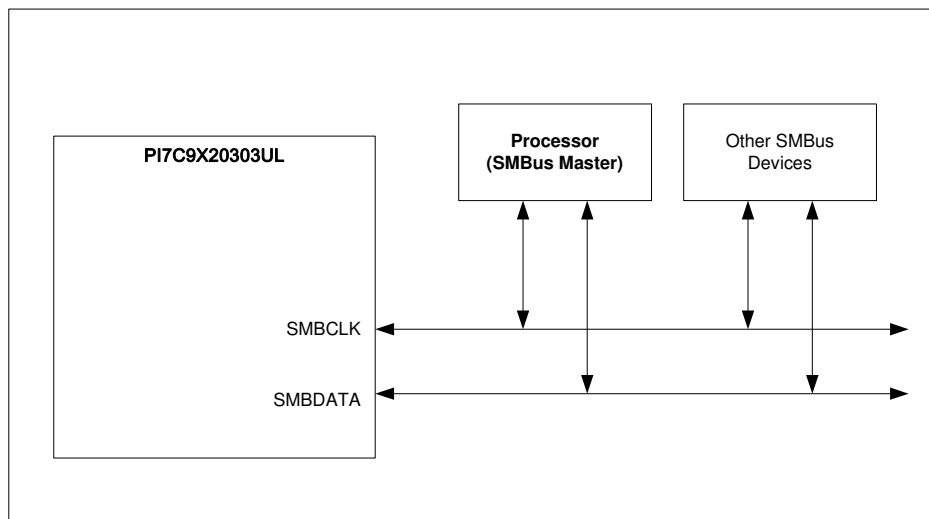 PI7C9X20303UL
Processor
(SMBus Master)
Other SMBus
Devices
SMBCLK
SMBDATA